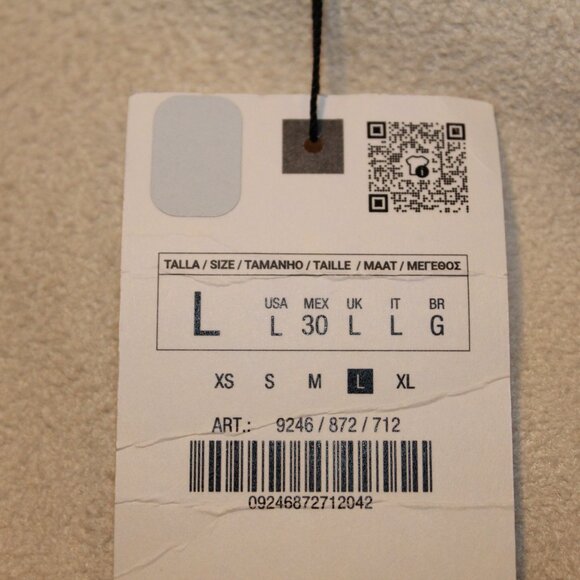 TALLA / SIZE / TAMANHO / TAILLE / MAAT / ΜΕΓΕΘΟΣ
L
USA MEX UK IT BR
L 30 L L G
XS S M L XL
ART.: 9246 / 872 / 712
09246872712042